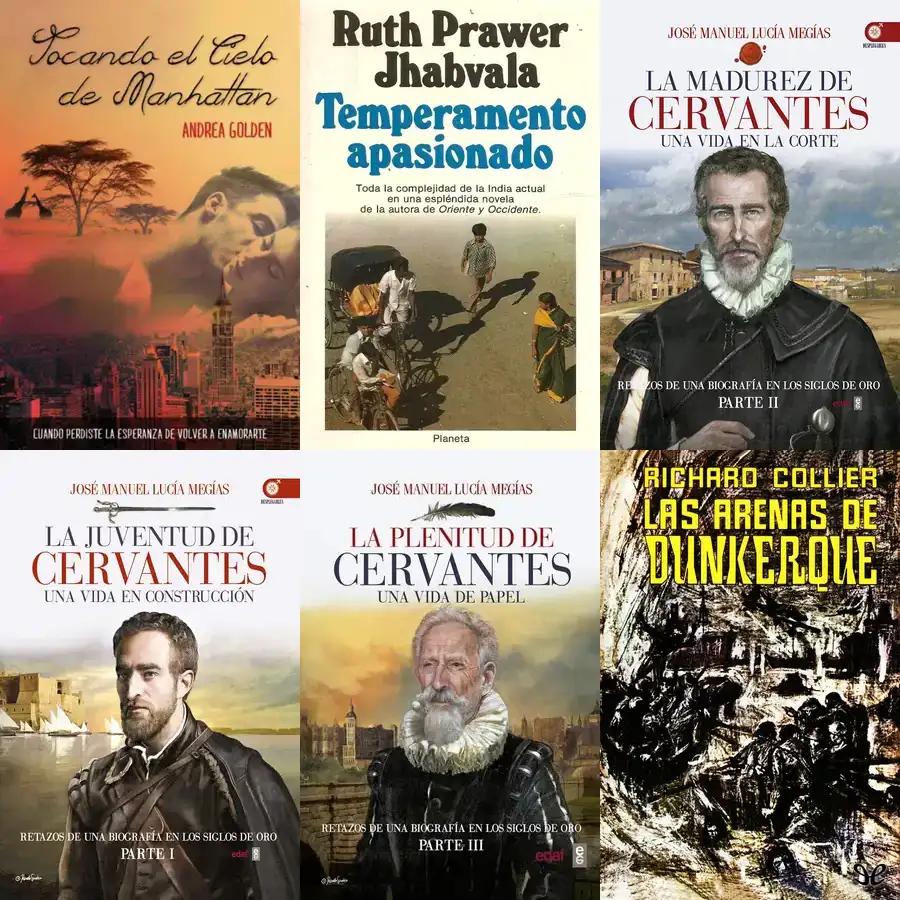 Tocando el Cielo
de Manhattan
ANDREA GOLDEN
CUANDO PERDISTE LA ESPERANZA DE VOLVER A ENAMORARTE
Ruth Prawer
Jhabvala
Temperamento
apasionado
Toda la complejidad de la India actual
en una espléndida novela
de la autora de Oriente y Occidente.
Planeta
JOSÉ MANUEL LUCÍA MEGÍAS
LA MADUREZ DE
CERVANTES
UNA VIDA EN LA CORTE
RETAZOS DE UNA BIOGRAFÍA EN LOS SIGLOS DE ORO
PARTE II
edaf
JOSÉ MANUEL LUCÍA MEGÍAS
LA JUVENTUD DE
CERVANTES
UNA VIDA EN CONSTRUCCIÓN
RETAZOS DE UNA BIOGRAFÍA EN LOS SIGLOS DE ORO
PARTE I
edaf
JOSÉ MANUEL LUCÍA MEGÍAS
LA PLENITUD DE
CERVANTES
UNA VIDA DE PAPEL
RETAZOS DE UNA BIOGRAFÍA EN LOS SIGLOS DE ORO
PARTE III
edaf
RICHARD COLLIER
LAS ARENAS DE
DUNKERQUE